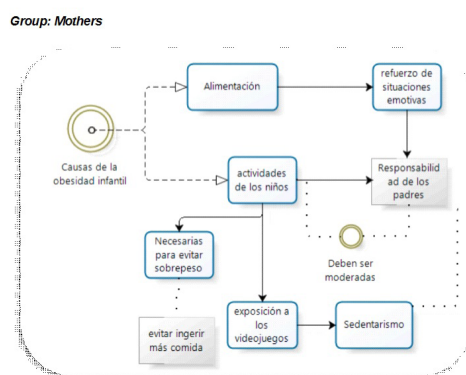 Group: Mothers
Alimentación
refuerzo de
situaciones
emotivas
Causas de la
obesidad infantil
actividades
de los niños
Responsabilid
ad de los
padres
Necesarias
para evitar
sobrepeso
Deben ser
moderadas
evitar ingerir
más comida
exposición a
los
videojuegos
Sedentarismo